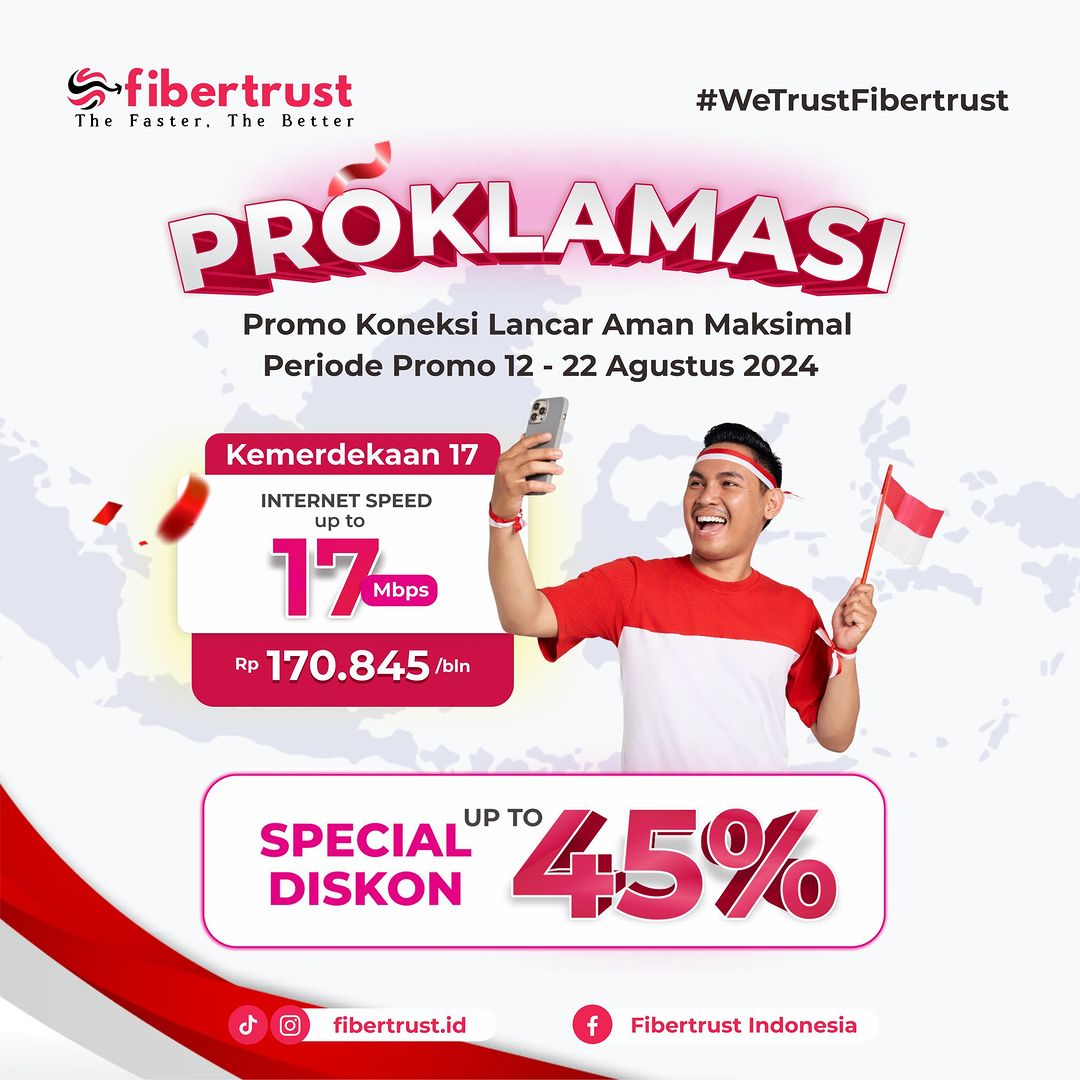 fibertrust
The Faster, The Better
#WeTrustFibertrust
PROKLAMASI
Promo Koneksi Lancar Aman Maksimal
Periode Promo 12 - 22 Agustus 2024
Kemerdekaan 17
INTERNET SPEED
up to
17 Mbps
Rp 170.845 /bln
SPECIAL DISKON
UP TO 45%
fibertrust.id
Fibertrust Indonesia